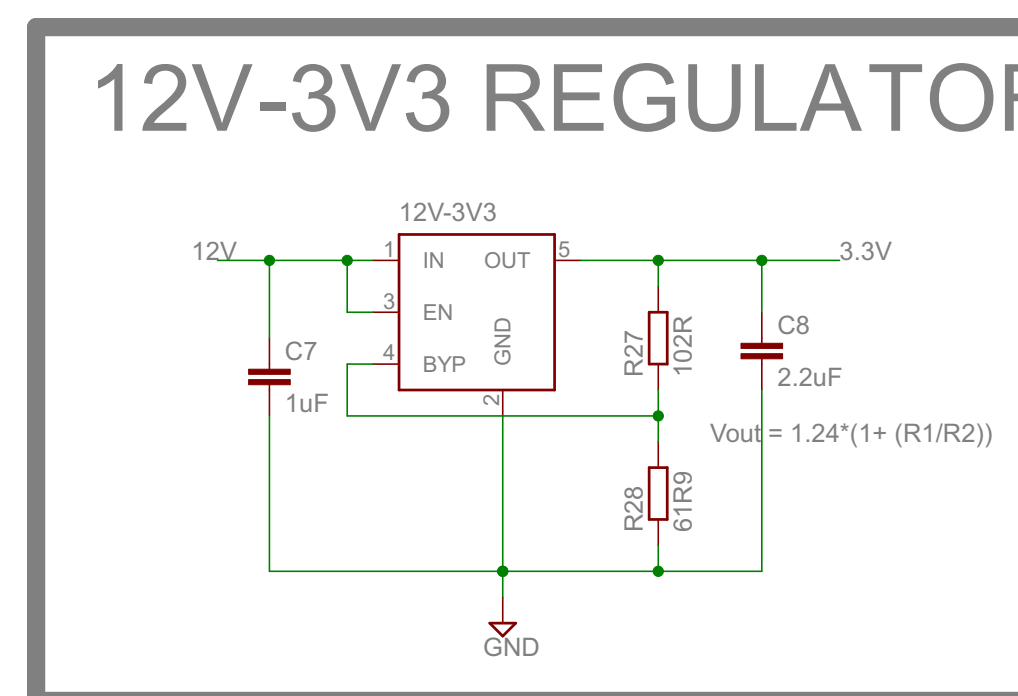 12V-3V3 REGULATOR
12V-3V3
12V
1
IN
OUT
5
3.3V
3
EN
4
BYP
GND
2
C7
1uF
R27
102R
C8
2.2uF
Vout = 1.24*(1+ (R1/R2))
R28
61R9
GND